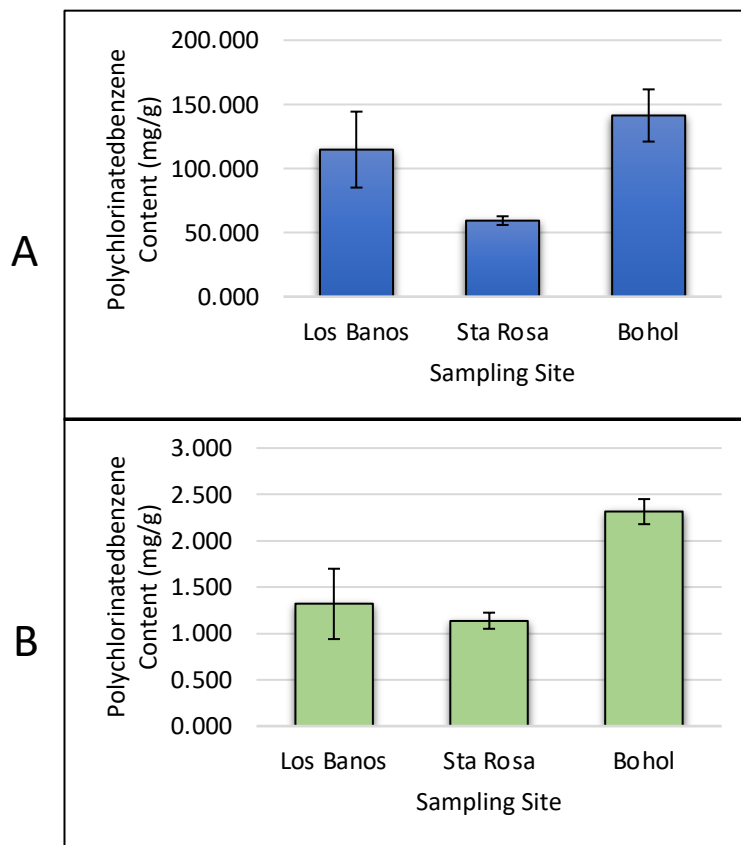 A
Polychlorinatedbenzene
Content (mg/g)
200.000
150.000
100.000
50.000
0.000
Los Banos Sta Rosa Bohol
Sampling Site
B
Polychlorinatedbenzene
Content (mg/g)
3.000
2.500
2.000
1.500
1.000
0.500
0.000
Los Banos Sta Rosa Bohol
Sampling Site